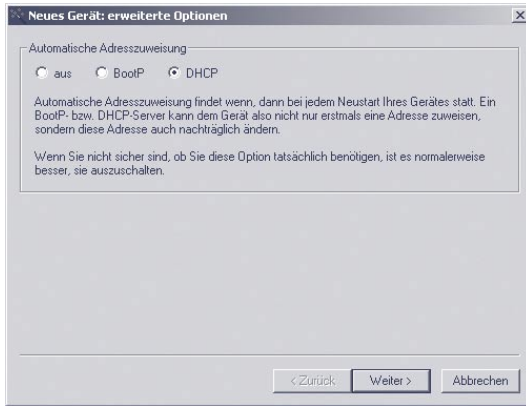 Neues Gerät: erweiterte Optionen
Automatische Adresszuweisung
aus BootP DHCP
Automatische Adresszuweisung findet wenn, dann bei jedem Neustart Ihres Gerätes statt. Ein
BootP- bzw. DHCP-Server kann dem Gerät also nicht nur erstmals eine Adresse zuweisen,
sondern diese Adresse auch nachträglich ändern.
Wenn Sie nicht sicher sind, ob Sie diese Option tatsächlich benötigen, ist es normalerweise
besser, sie auszuschalten.
< Zurück Weiter > Abbrechen